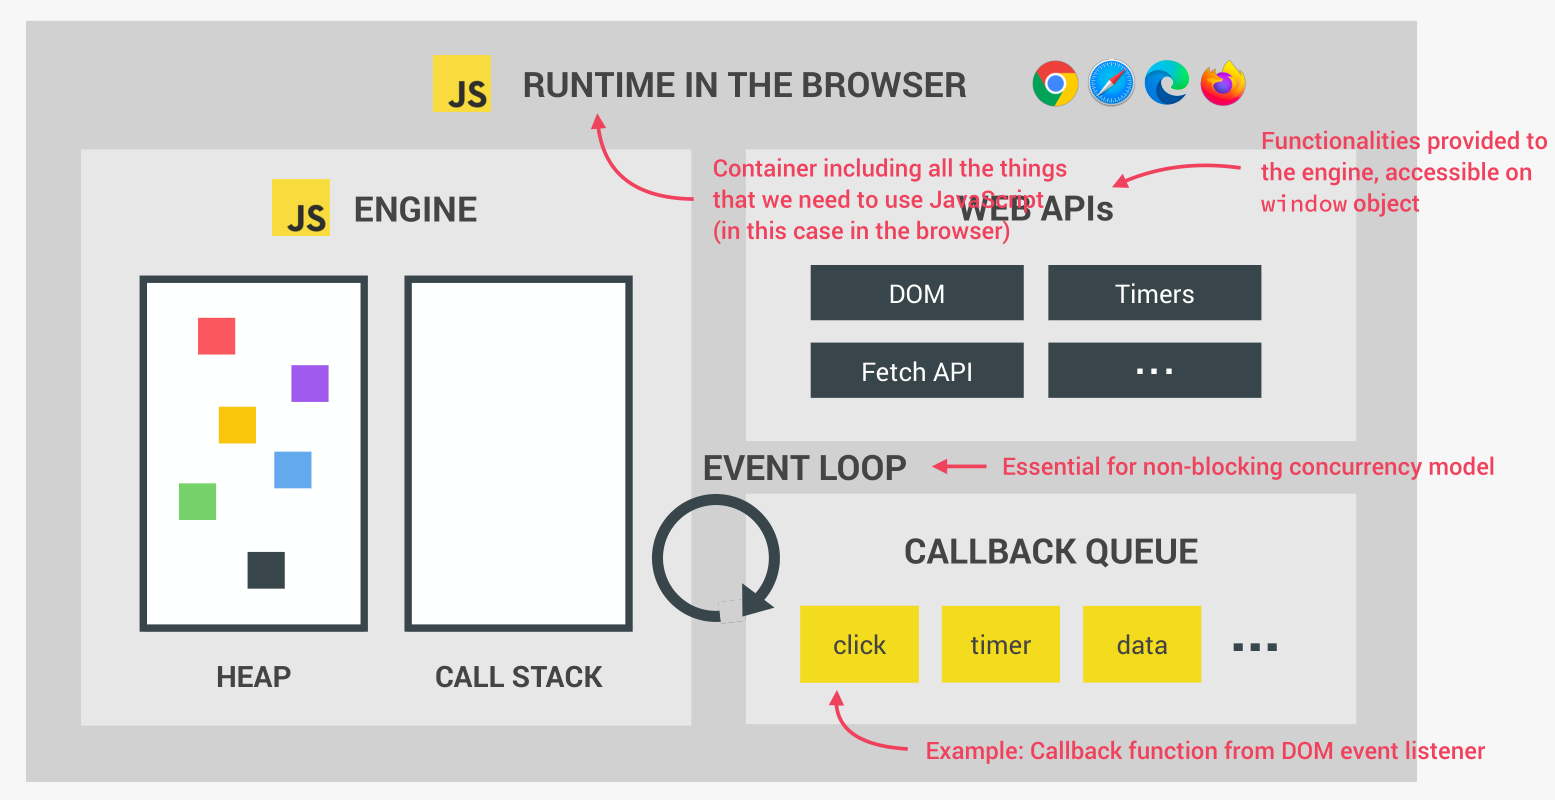 JS RUNTIME IN THE BROWSER
Functionalities provided to
the engine, accessible on
window object
Container including all the things
that we need to use JavaScript
(in this case in the browser)
JS ENGINE
WEB APIs
DOM
Timers
Fetch API
...
EVENT LOOP
Essential for non-blocking concurrency model
CALLBACK QUEUE
click
timer
data
...
HEAP
CALL STACK
Example: Callback function from DOM event listener